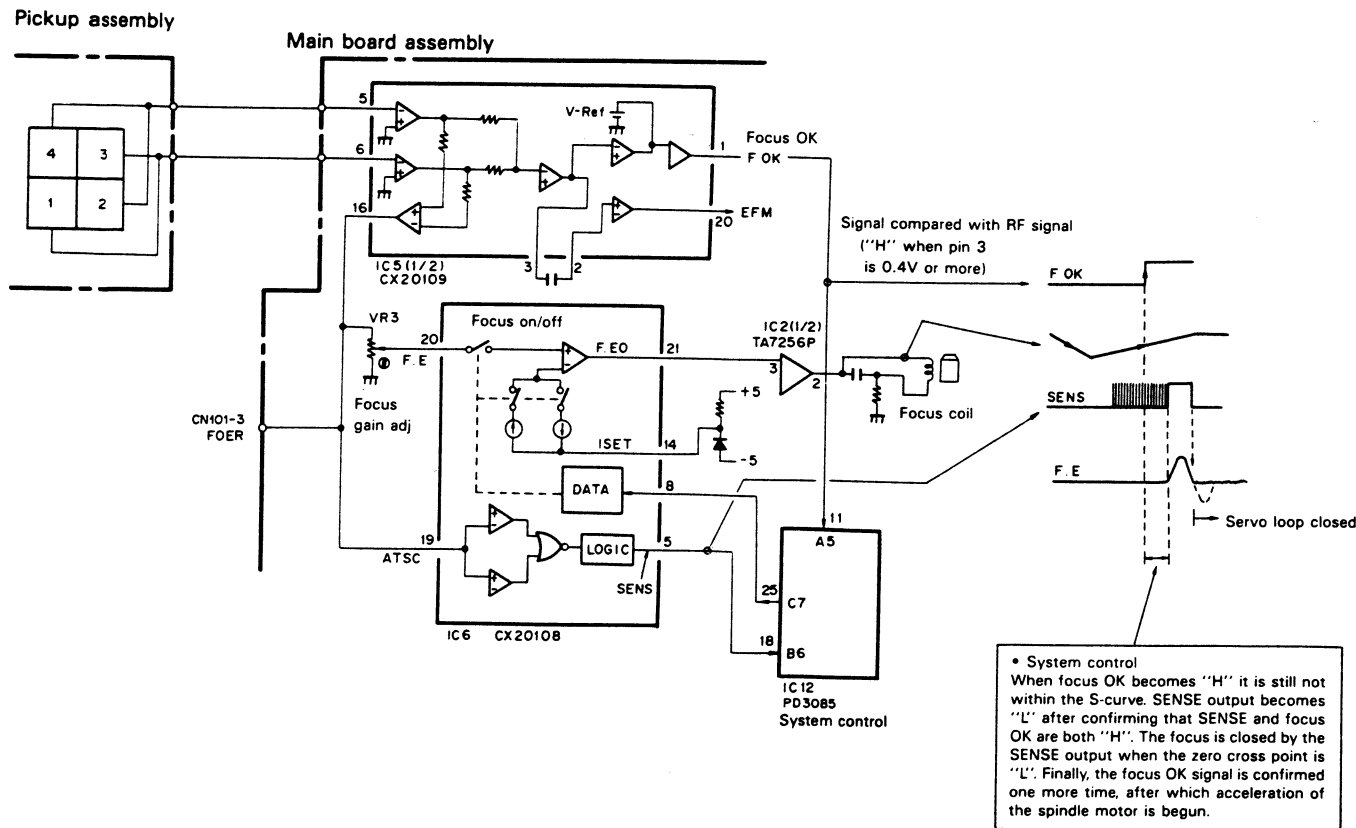 Pickup assembly
Main board assembly
4
3
1
2
5
6
16
V-Ref
1
Focus OK
F OK
20
EFM
3
2
IC5 (1/2)
CX20109
Signal compared with RF signal
("H" when pin 3
is 0.4V or more)
F OK
VR3
20
F.E
Focus on/off
F.EO
21
IC2(1/2)
TA7256P
3
2
Focus coil
Focus
gain adj
CN101-3
FOER
ISET
14
+5
-5
SENS
F.E
Servo loop closed
DATA
8
19
ATSC
LOGIC
5
SENS
IC6 CX20108
11
A5
25
C7
18
B6
IC12
PD3085
System control
• System control
When focus OK becomes "H" it is still not
within the S-curve. SENSE output becomes
"L" after confirming that SENSE and focus
OK are both "H". The focus is closed by the
SENSE output when the zero cross point is
"L". Finally, the focus OK signal is confirmed
one more time, after which acceleration of
the spindle motor is begun.